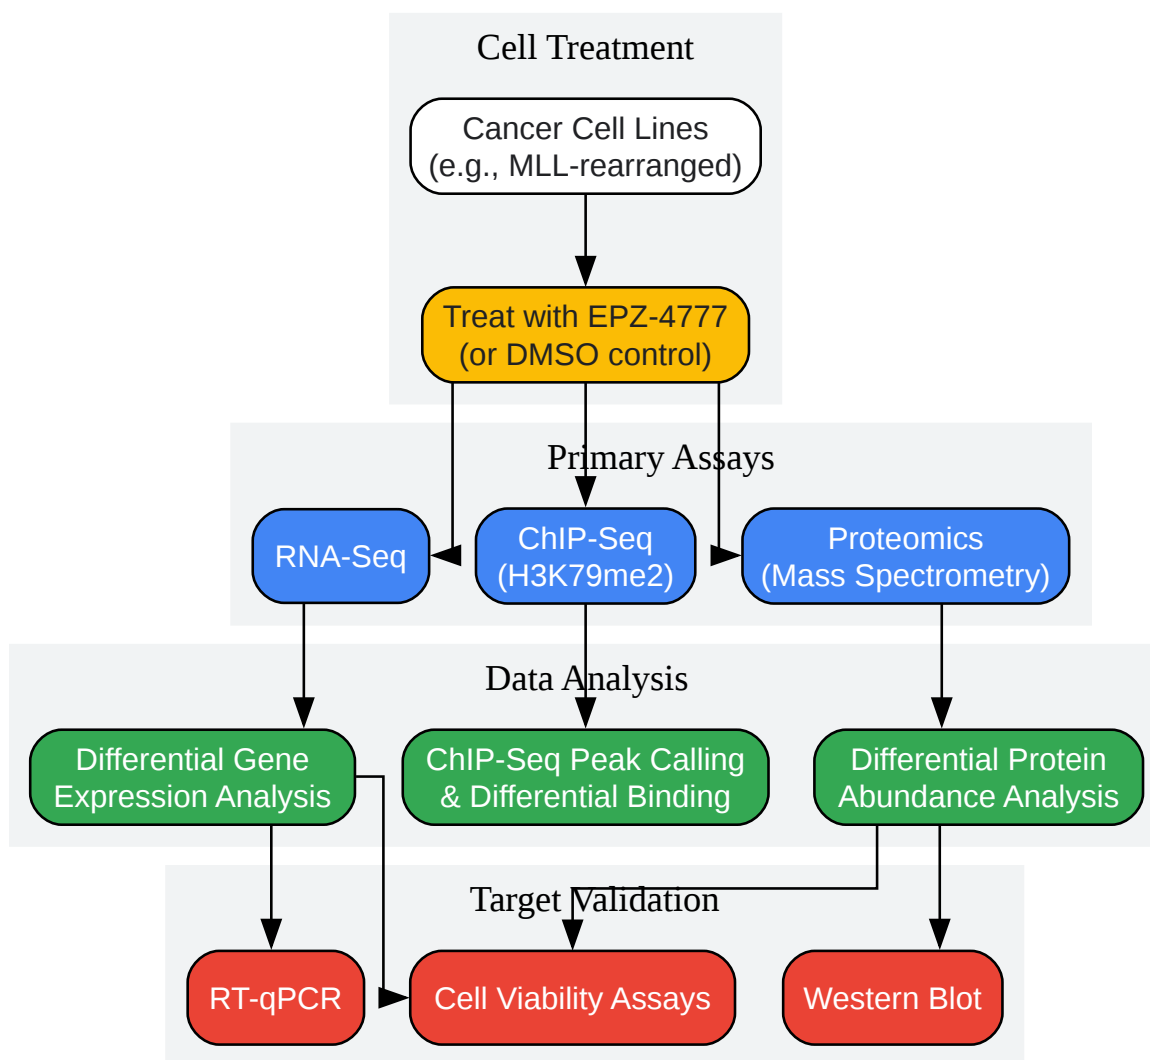 Cell Treatment
Cancer Cell Lines
(e.g., MLL-rearranged)
Treat with EPZ-4777
(or DMSO control)
Primary Assays
RNA-Seq
ChIP-Seq
(H3K79me2)
Proteomics
(Mass Spectrometry)
Data Analysis
Differential Gene
Expression Analysis
ChIP-Seq Peak Calling
& Differential Binding
Differential Protein
Abundance Analysis
Target Validation
RT-qPCR
Cell Viability Assays
Western Blot